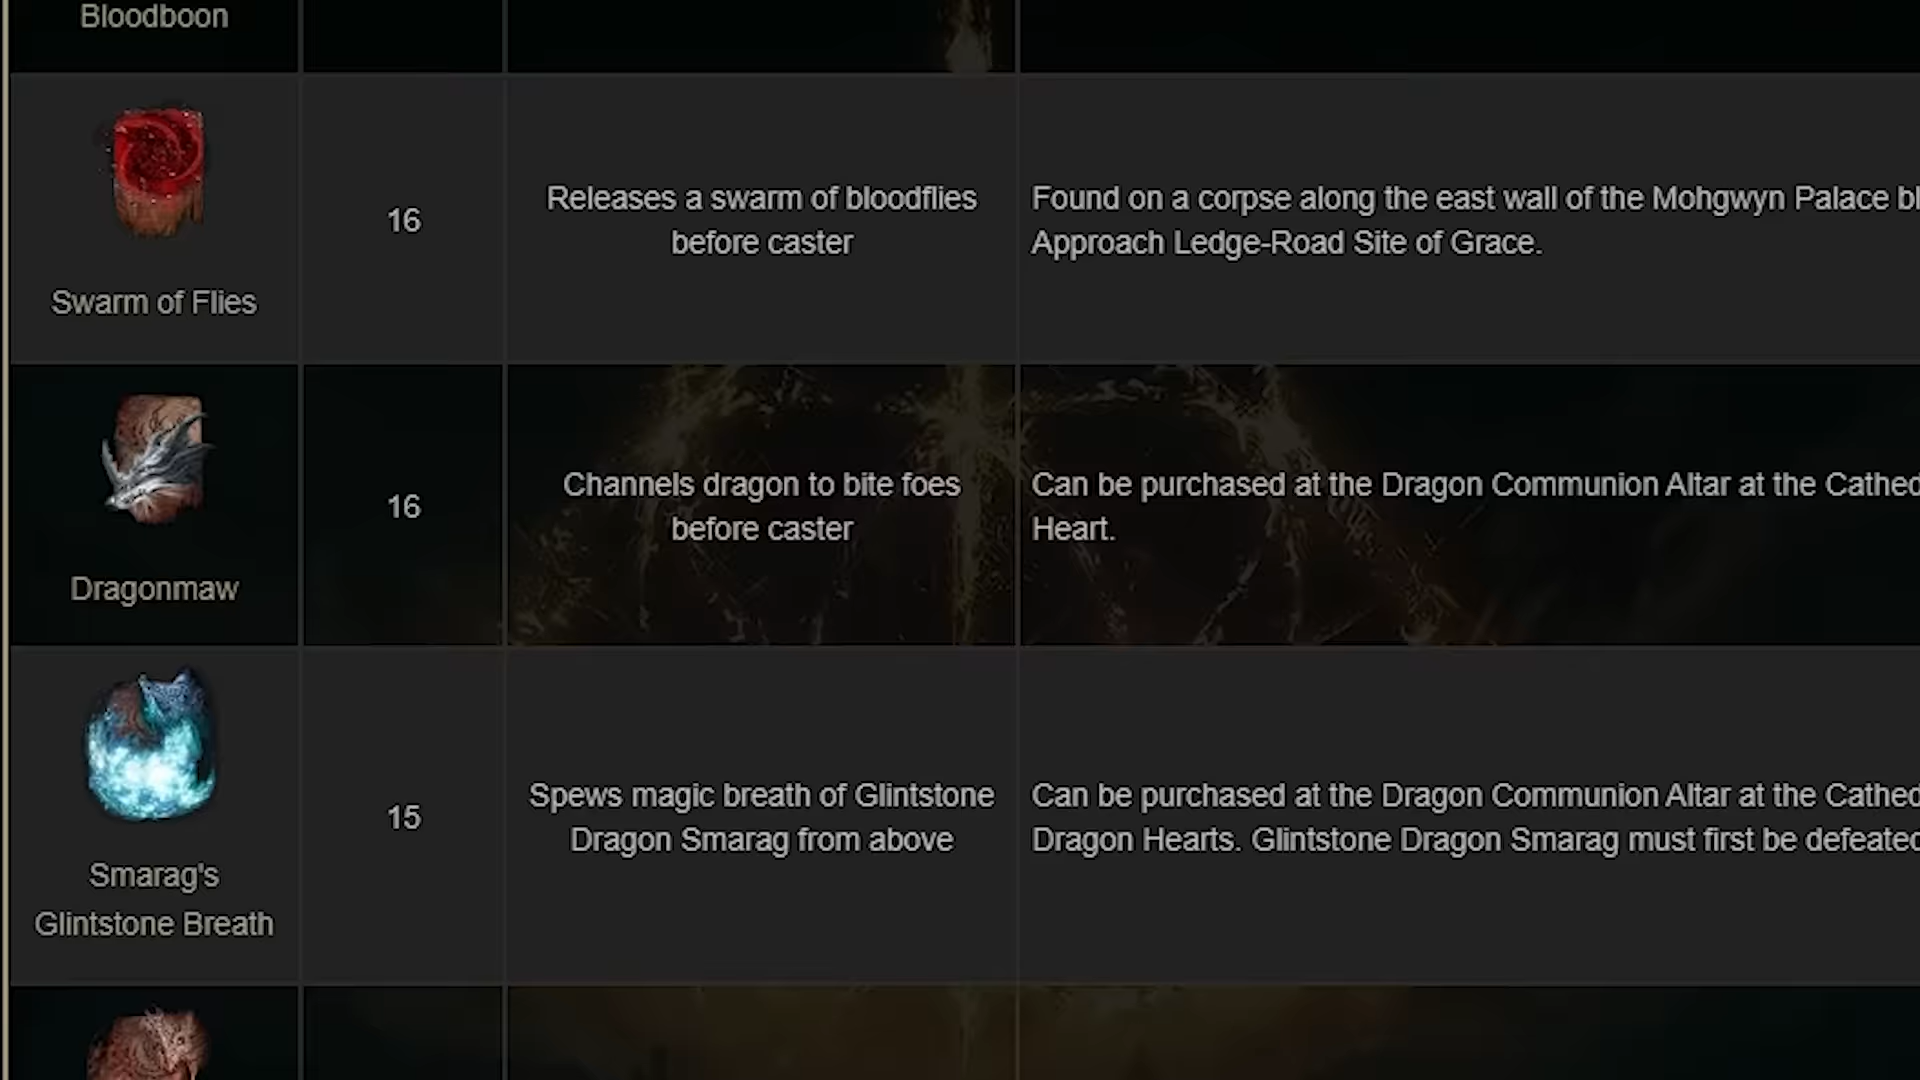 Bloodboon
Swarm of Flies
16
Releases a swarm of bloodflies
before caster
Found on a corpse along the east wall of the Mohgwyn Palace
Approach Ledge-Road Site of Grace.
Dragonmaw
16
Channels dragon to bite foes
before caster
Can be purchased at the Dragon Communion Altar at the
Heart.
Smarag's
Glintstone Breath
15
Spews magic breath of Glintstone
Dragon Smarag from above
Can be purchased at the Dragon Communion Altar at the
Dragon Hearts. Glintstone Dragon Smarag must first be defeated